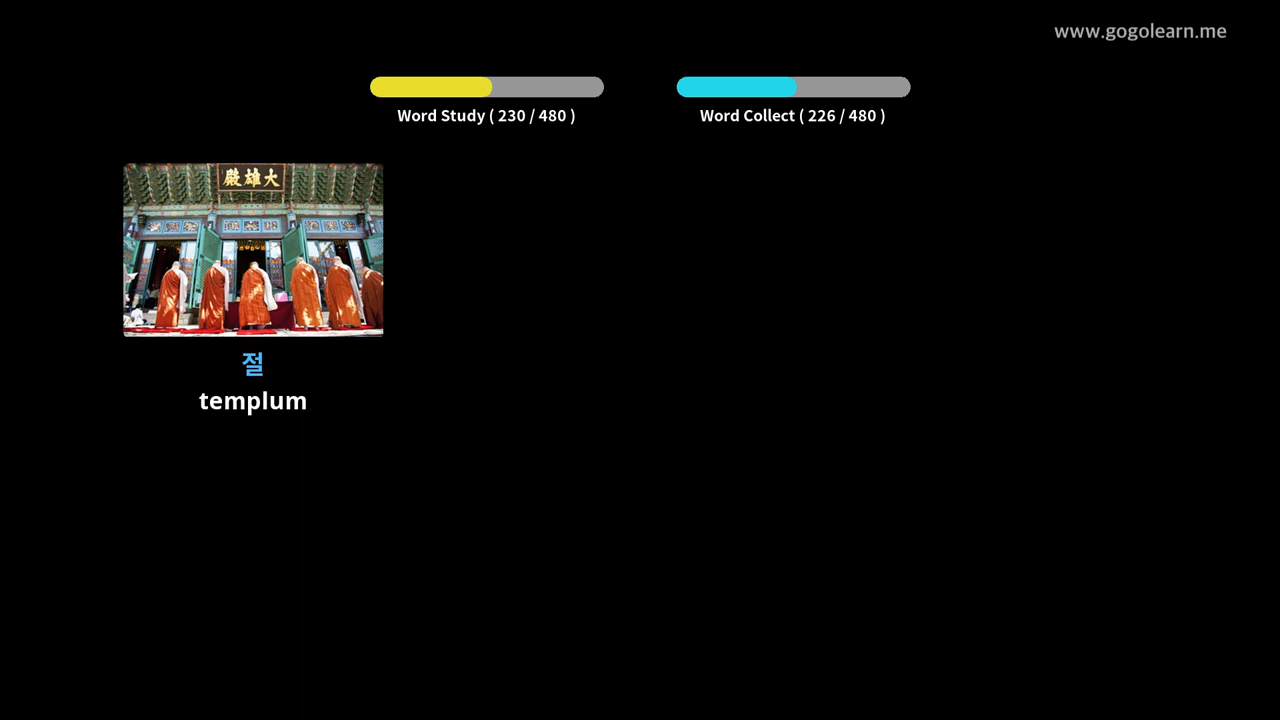 www.gogolearn.me
Word Study ( 230 / 480 )
Word Collect ( 226 / 480 )
殿雄大
절
templum